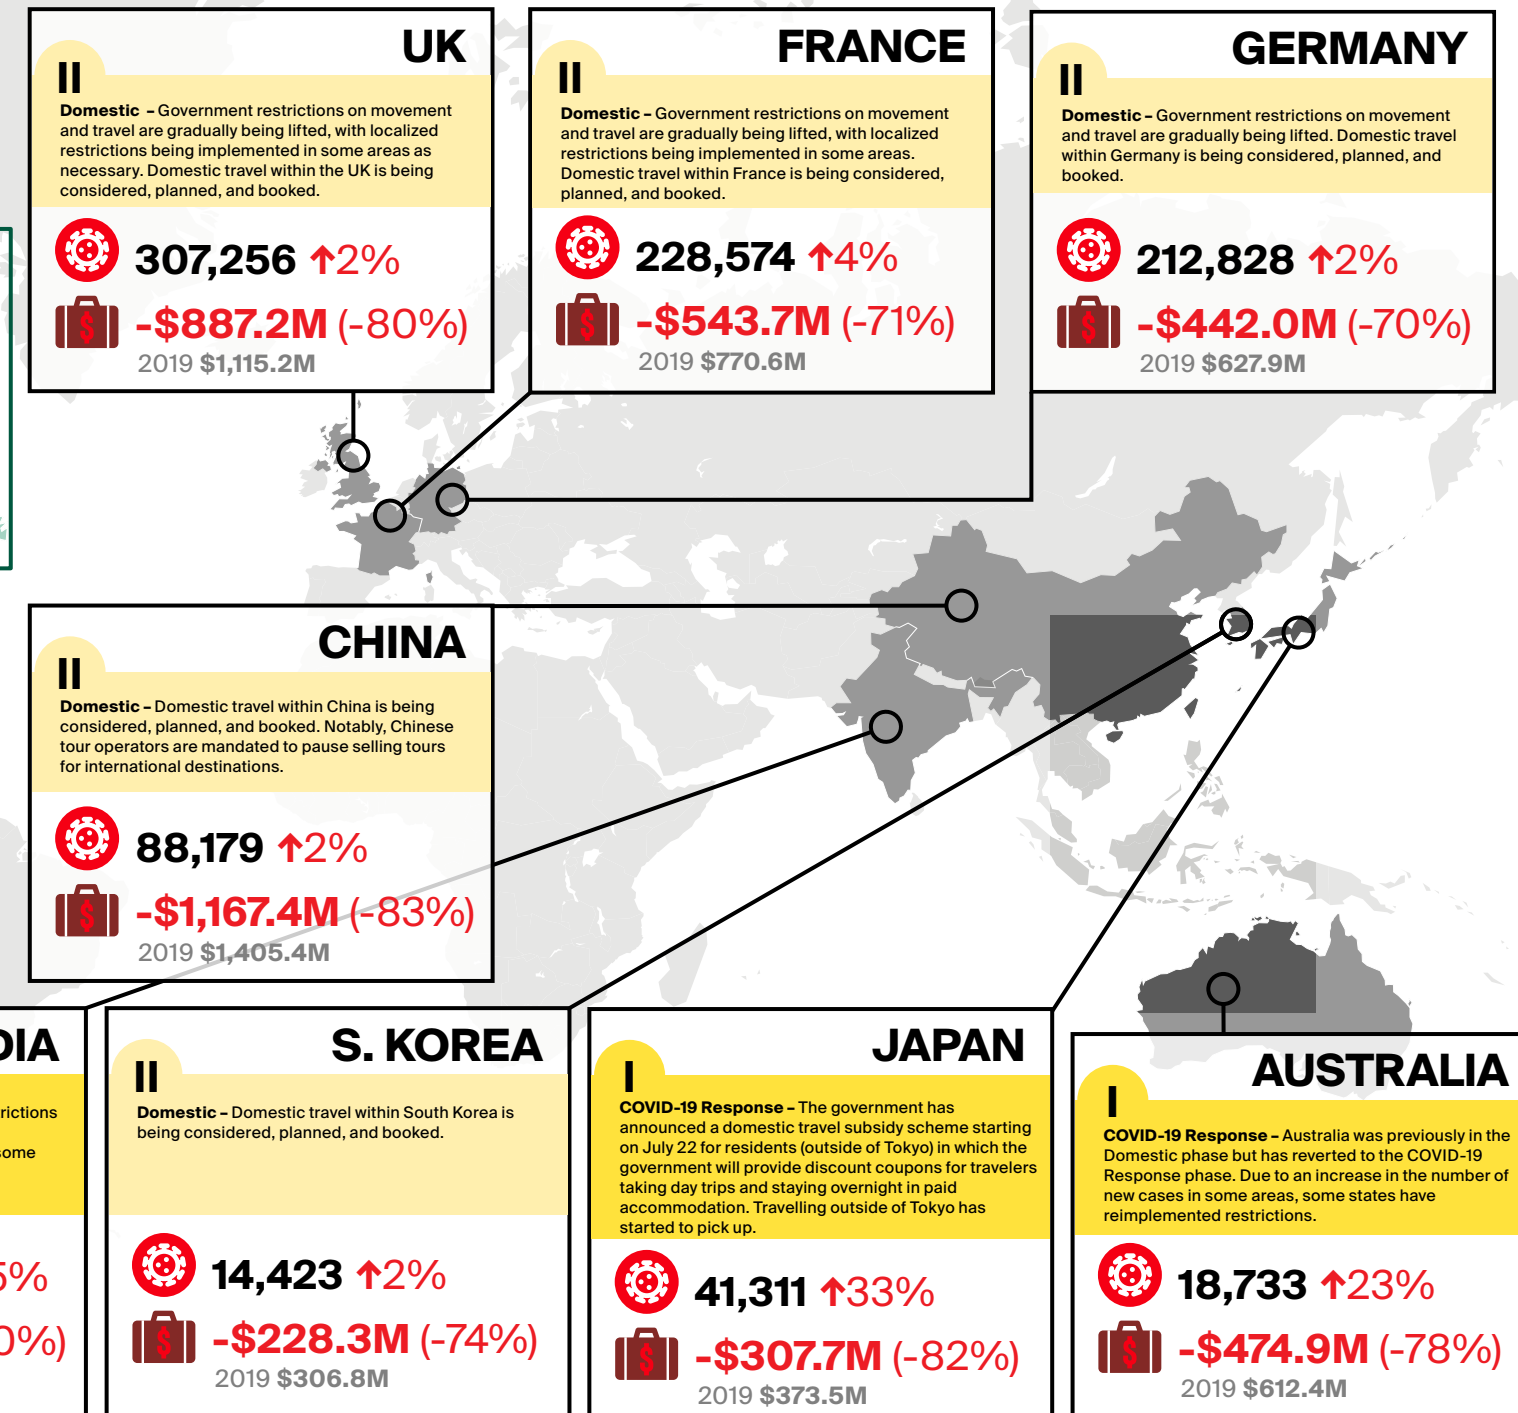 UK
II
Domestic – Government restrictions on movement
and travel are gradually being lifted, with localized
restrictions being implemented in some areas as
necessary. Domestic travel within the UK is being
considered, planned, and booked.
307,256 ↑2%
$
-$887.2M (-80%)
2019 $1,115.2M
FRANCE
II
Domestic – Government restrictions on movement
and travel are gradually being lifted, with localized
restrictions being implemented in some areas.
Domestic travel within France is being considered,
planned, and booked.
228,574 ↑4%
$
-$543.7M (-71%)
2019 $770.6M
GERMANY
II
Domestic – Government restrictions on movement
and travel are gradually being lifted. Domestic travel
within Germany is being considered, planned, and
booked.
212,828 ↑2%
$
-$442.0M (-70%)
2019 $627.9M
CHINA
II
Domestic – Domestic travel within China is being
considered, planned, and booked. Notably, Chinese
tour operators are mandated to pause selling tours
for international destinations.
88,179 ↑2%
$
-$1,167.4M (-83%)
2019 $1,405.4M
DIA
rictions
some
5%
0%)
S. KOREA
II
Domestic – Domestic travel within South Korea is
being considered, planned, and booked.
14,423 ↑2%
$
-$228.3M (-74%)
2019 $306.8M
JAPAN
I
COVID-19 Response – The government has
announced a domestic travel subsidy scheme starting
on July 22 for residents (outside of Tokyo) in which the
government will provide discount coupons for travelers
taking day trips and staying overnight in paid
accommodation. Travelling outside of Tokyo has
started to pick up.
41,311 ↑33%
$
-$307.7M (-82%)
2019 $373.5M
AUSTRALIA
I
COVID-19 Response – Australia was previously in the
Domestic phase but has reverted to the COVID-19
Response phase. Due to an increase in the number of
new cases in some areas, some states have
reimplemented restrictions.
18,733 ↑23%
$
-$474.9M (-78%)
2019 $612.4M